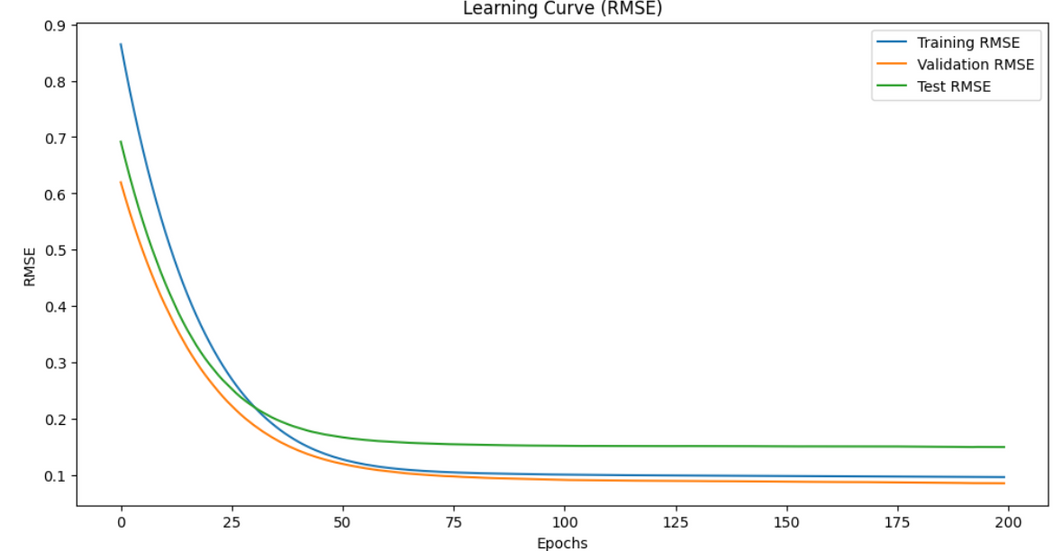 Learning Curve (RMSE)
Training RMSE
Validation RMSE
Test RMSE
0.9
0.8
0.7
0.6
0.5
0.4
0.3
0.2
0.1
RMSE
0 25 50 75 100 125 150 175 200
Epochs